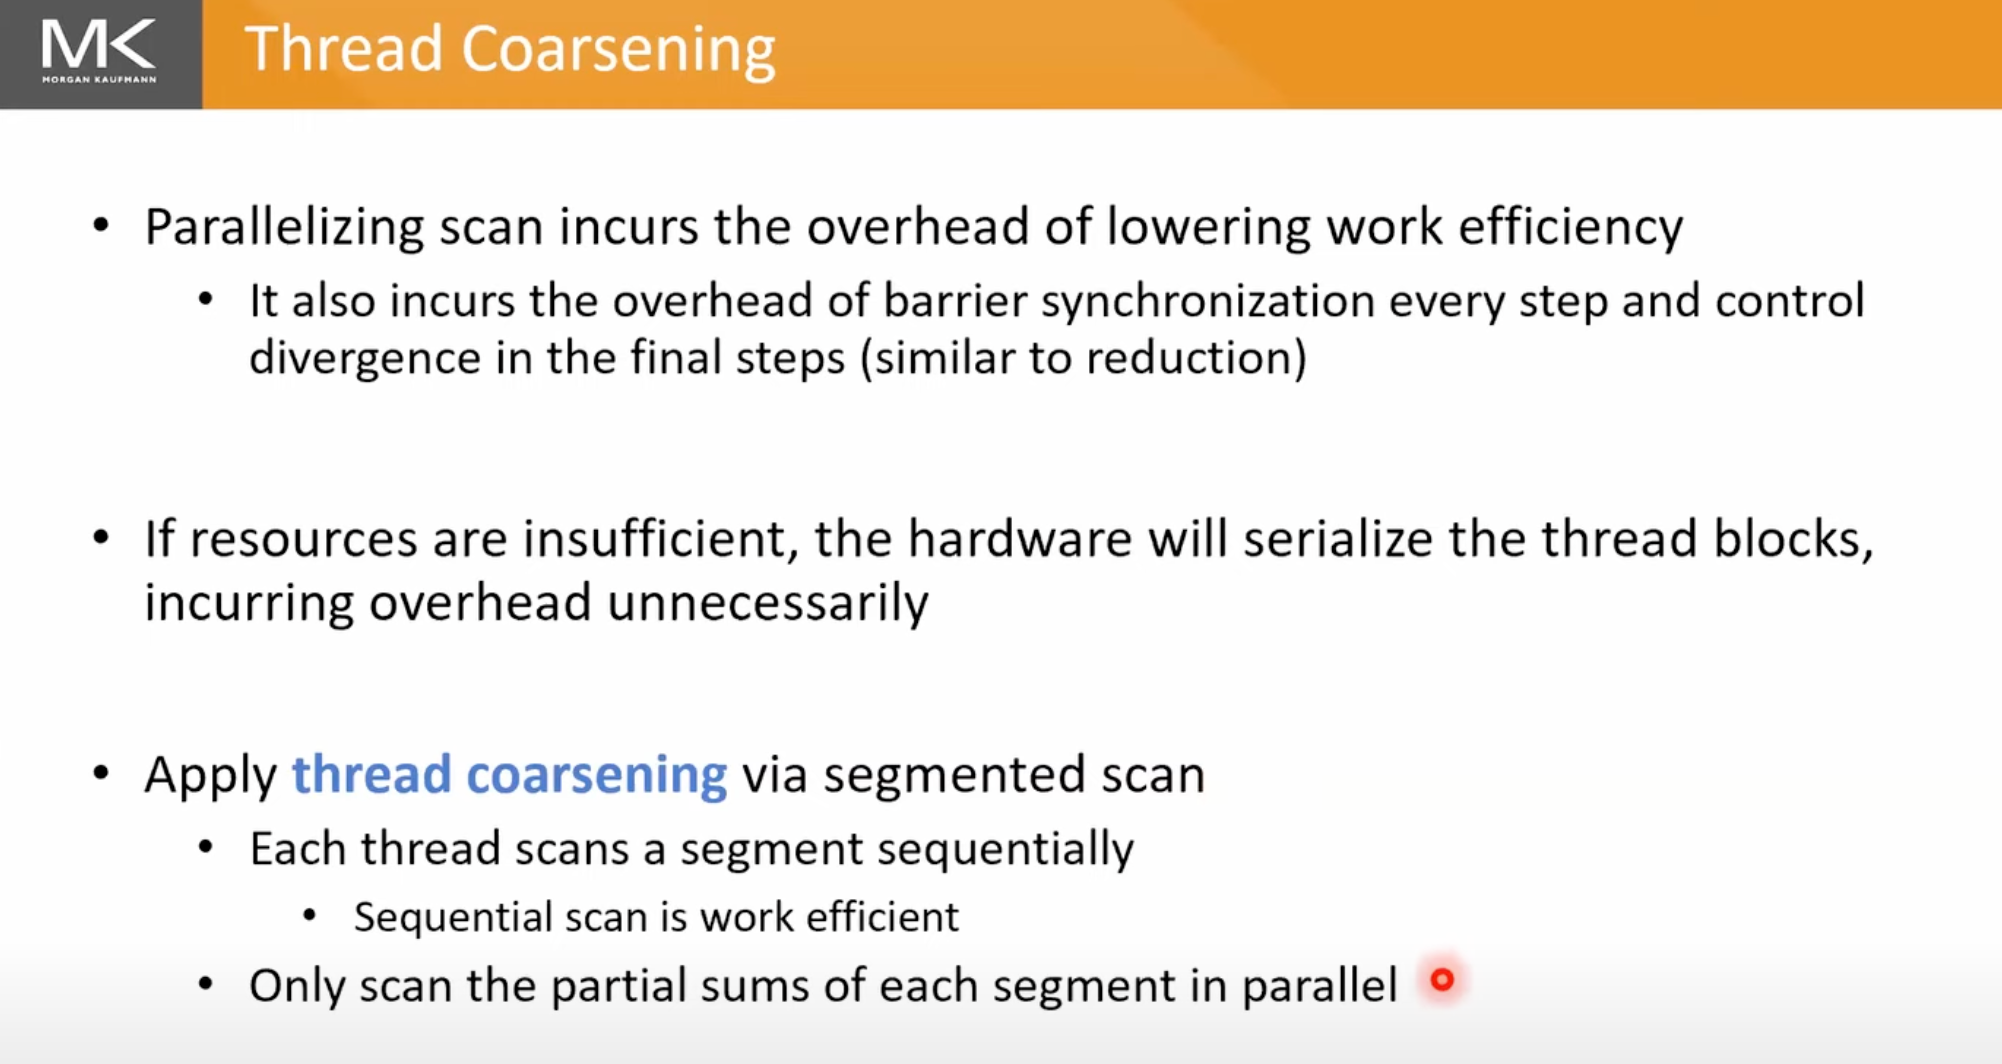 MK
MORGAN KAUFMANN
Thread Coarsening
• Parallelizing scan incurs the overhead of lowering work efficiency
• It also incurs the overhead of barrier synchronization every step and control
divergence in the final steps (similar to reduction)
• If resources are insufficient, the hardware will serialize the thread blocks,
incurring overhead unnecessarily
• Apply thread coarsening via segmented scan
• Each thread scans a segment sequentially
• Sequential scan is work efficient
• Only scan the partial sums of each segment in parallel